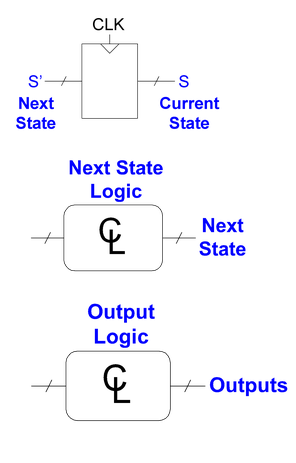 CLK
S' S
Next Current
State State
Next State
Logic
CL Next
State
Output
Logic
CL Outputs